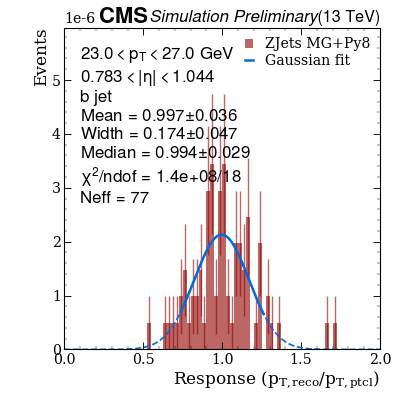 1e-6 CMS Simulation Preliminary (13 TeV)
Events
23.0 < pT < 27.0 GeV
0.783 < |η| < 1.044
b jet
Mean = 0.997±0.036
Width = 0.174±0.047
Median = 0.994±0.029
χ²/ndof = 1.4e+08/18
Neff = 77
ZJets MG+Py8
Gaussian fit
5
4
3
2
1
0
0.0 0.5 1.0 1.5 2.0
Response (pT,reco/pT,ptcl)